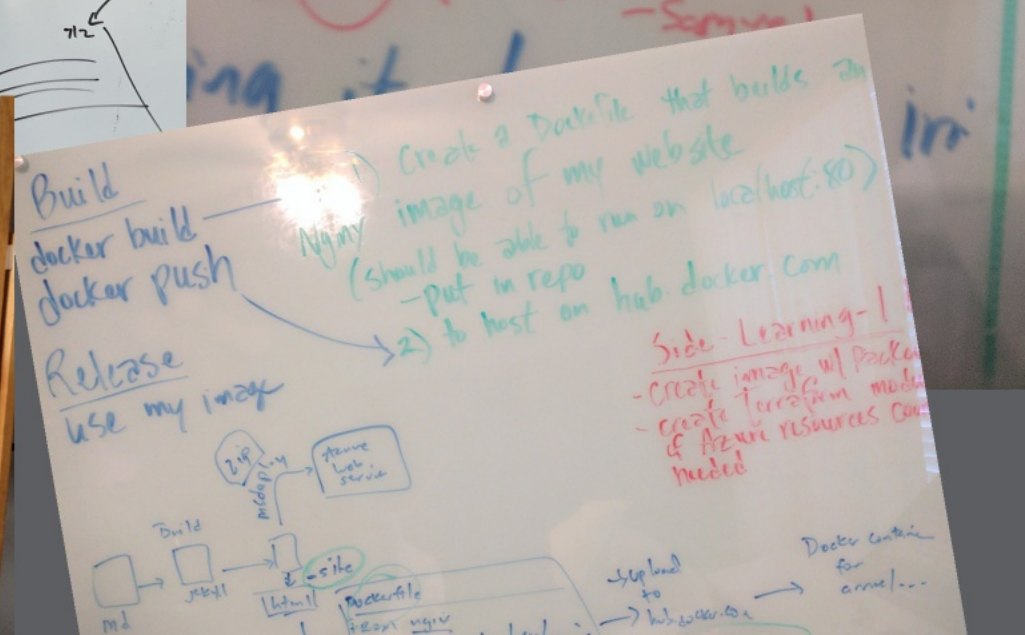 712
Build
docker build
docker push
Release
use my image
1) Create a Dockefile that builds an
Nginx image of my website
(should be able to run on localhost:80)
-put in repo
2) to host on hub.docker.com
Side-Learning-1
-create image w/ packer
-create terraform
of Azure resources
needed
zip
msdeploy
Azure
web
service
Build
md
jekyll
html
-site
Dockerfile
from nginx
->upload
to
hub.docker.com
Docker container
for